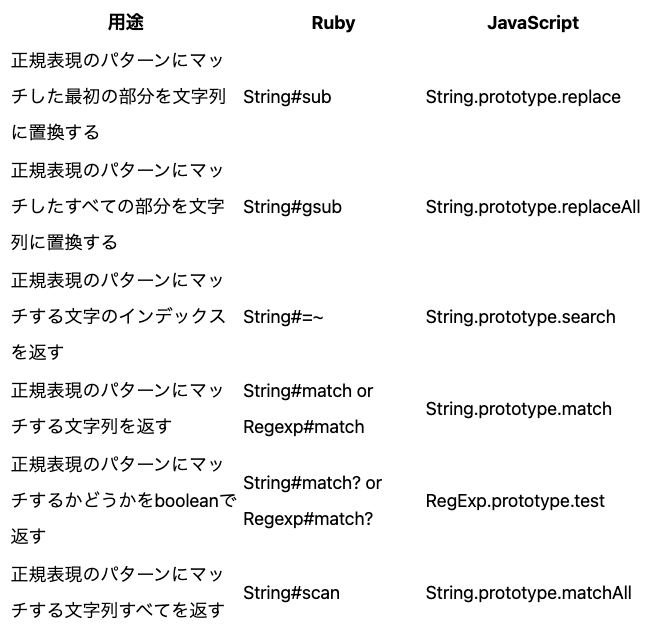 用途 Ruby JavaScript
正規表現のパターンにマッ
チした最初の部分を文字列 String#sub String.prototype.replace
に置換する
正規表現のパターンにマッ
チしたすべての部分を文字 String#gsub String.prototype.replaceAll
列に置換する
正規表現のパターンにマッ
チする文字のインデックス String#=~ String.prototype.search
を返す
正規表現のパターンにマッ String#match or
チする文字列を返す Regexp#match String.prototype.match
正規表現のパターンにマッ
チするかどうかをbooleanで String#match? or
返す Regexp#match? RegExp.prototype.test
正規表現のパターンにマッ
チする文字列すべてを返す String#scan String.prototype.matchAll